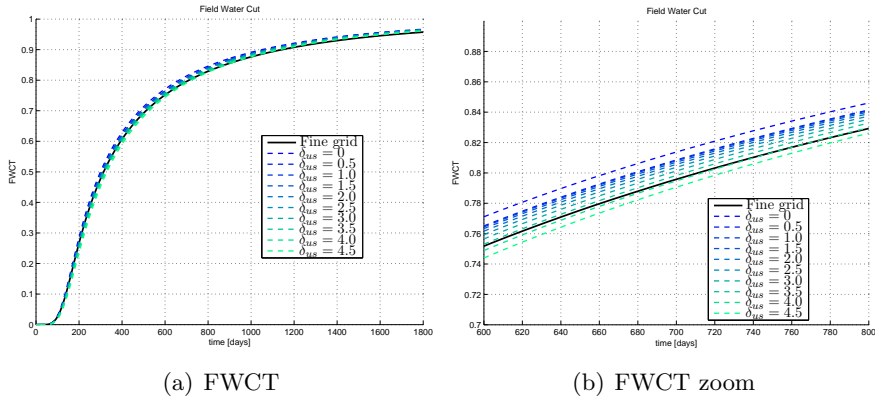 Field Water Cut
FWCT
1
0.9
0.8
0.7
0.6
0.5
0.4
0.3
0.2
0.1
0
0 200 400 600 800 1000 1200 1400 1600 1800
time [days]
Fine grid
δus = 0
δus = 0.5
δus = 1.0
δus = 1.5
δus = 2.0
δus = 2.5
δus = 3.0
δus = 3.5
δus = 4.0
δus = 4.5
(a) FWCT
Field Water Cut
FWCT
0.88
0.86
0.84
0.82
0.8
0.78
0.76
0.74
0.72
0.7
600 620 640 660 680 700 720 740 760 780 800
time [days]
Fine grid
δus = 0
δus = 0.5
δus = 1.0
δus = 1.5
δus = 2.0
δus = 2.5
δus = 3.0
δus = 3.5
δus = 4.0
δus = 4.5
(b) FWCT zoom